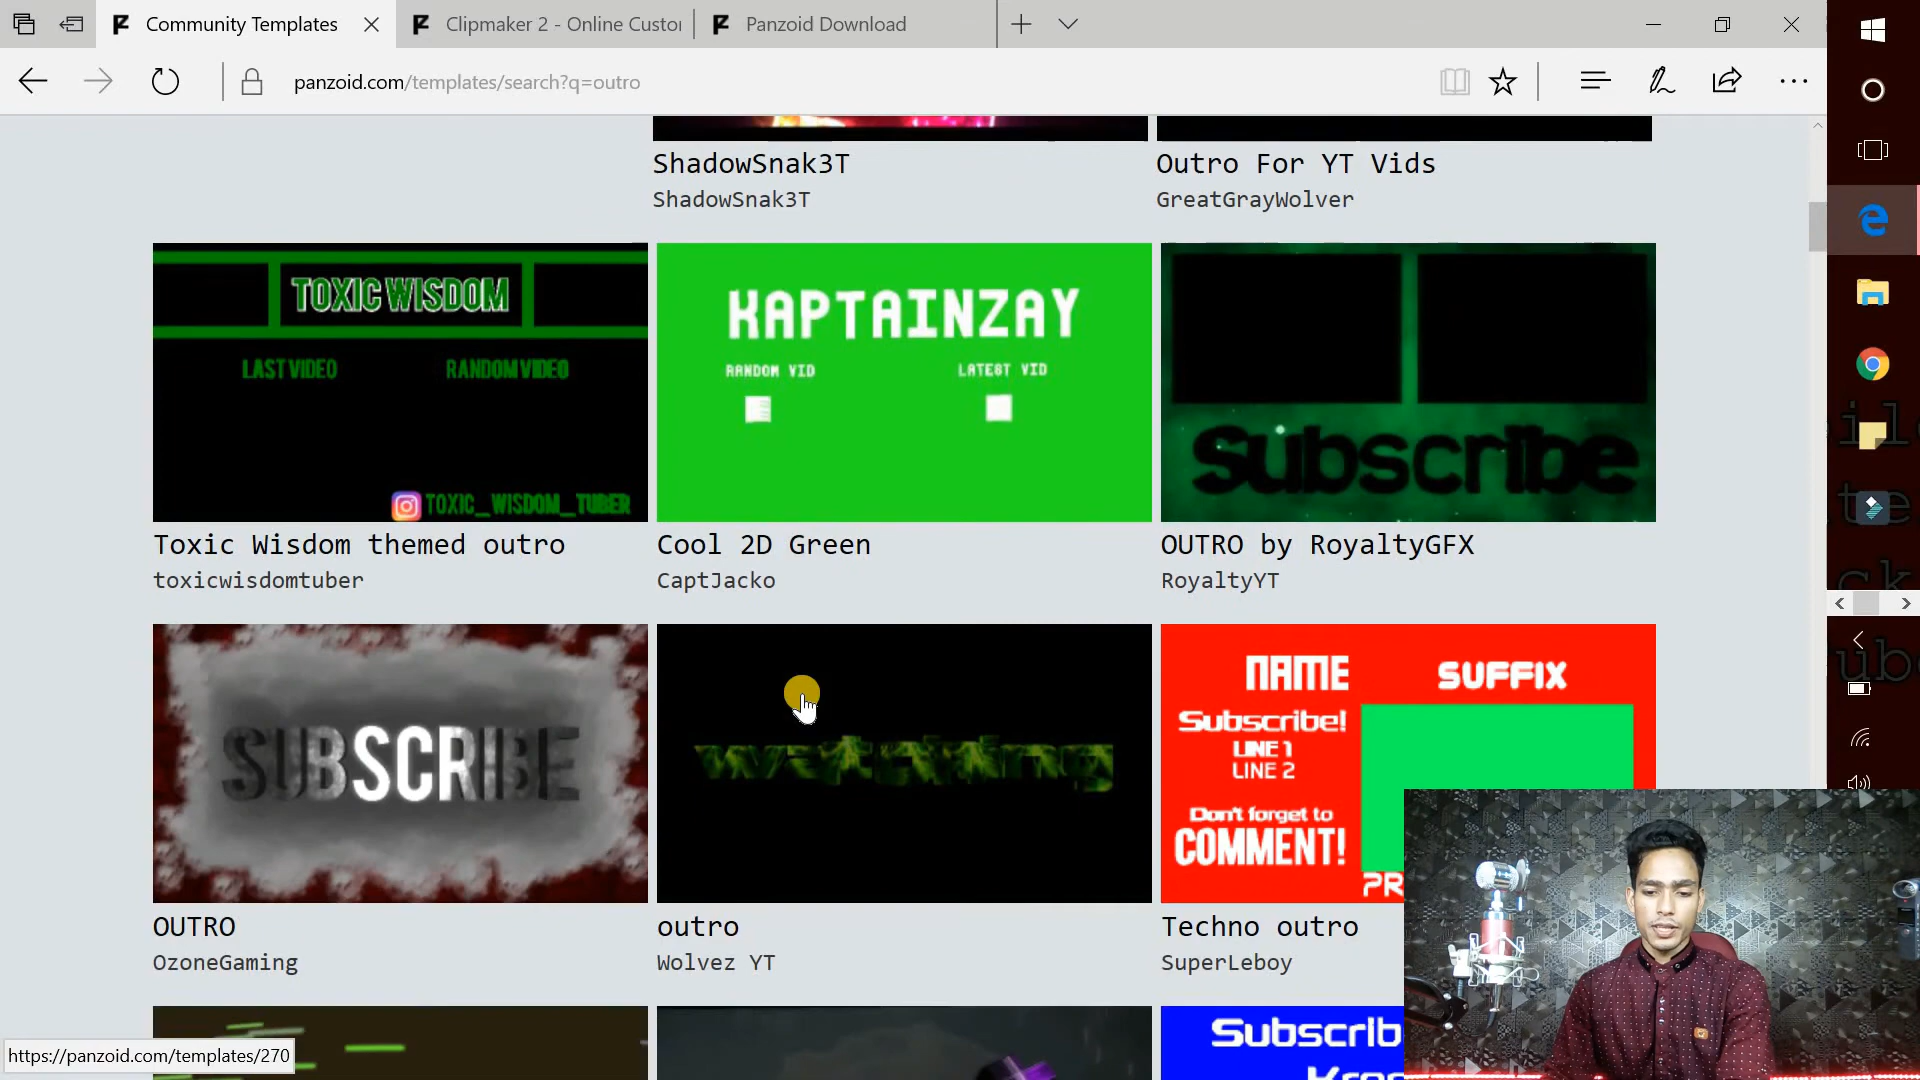 Community Templates
Clipmaker 2 - Online Custo
Panzoid Download
panzoid.com/templates/search?q=outro
ShadowSnak3T
ShadowSnak3T
Outro For YT Vids
GreatGrayWolver
TOXIC WISDOM
LAST VIDEO
RANDOM VIDEO
TOXIC_WISDOM_TUBER
Toxic Wisdom themed outro
toxicwisdomtuber
KAPTAINZAY
RANDOM VID
LATEST VID
Cool 2D Green
CaptJacko
Subscribe
OUTRO by RoyaltyGFX
RoyaltyYT
SUBSCRIBE
OUTRO
OzoneGaming
watching
outro
Wolvez YT
NAME
SUFFIX
Subscribe!
LINE 1
LINE 2
Don't forget to
COMMENT!
PR
Techno outro
SuperLeboy
Subscrib
https://panzoid.com/templates/270